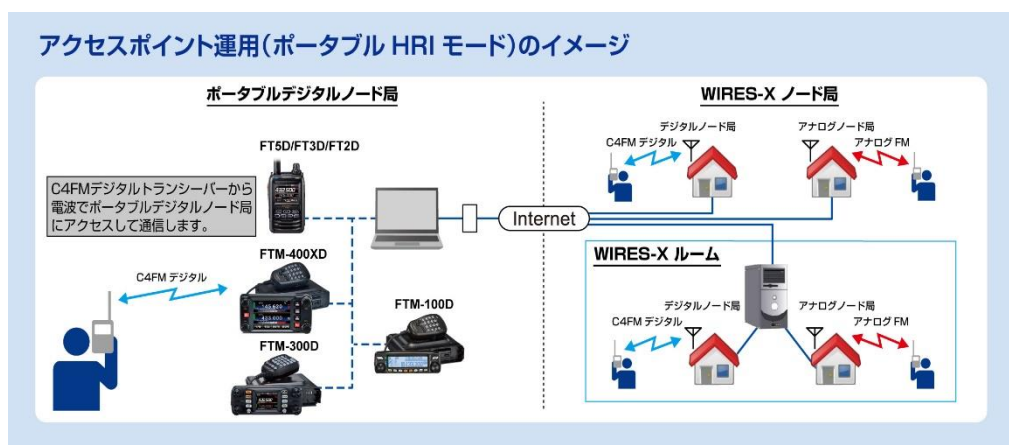 アクセスポイント運用(ポータブル HRI モード)のイメージ
ポータブルデジタルノード局
FT5D/FT3D/FT2D
C4FMデジタルトランシーバーから
電波でポータブルデジタルノード局
にアクセスして通信します。
C4FM デジタル
FTM-400XD
FTM-100D
FTM-300D
Internet
WIRES-X ノード局
デジタルノード局
C4FM デジタル
アナログノード局
アナログ FM
WIRES-X ルーム
デジタルノード局
C4FM デジタル
アナログノード局
アナログ FM